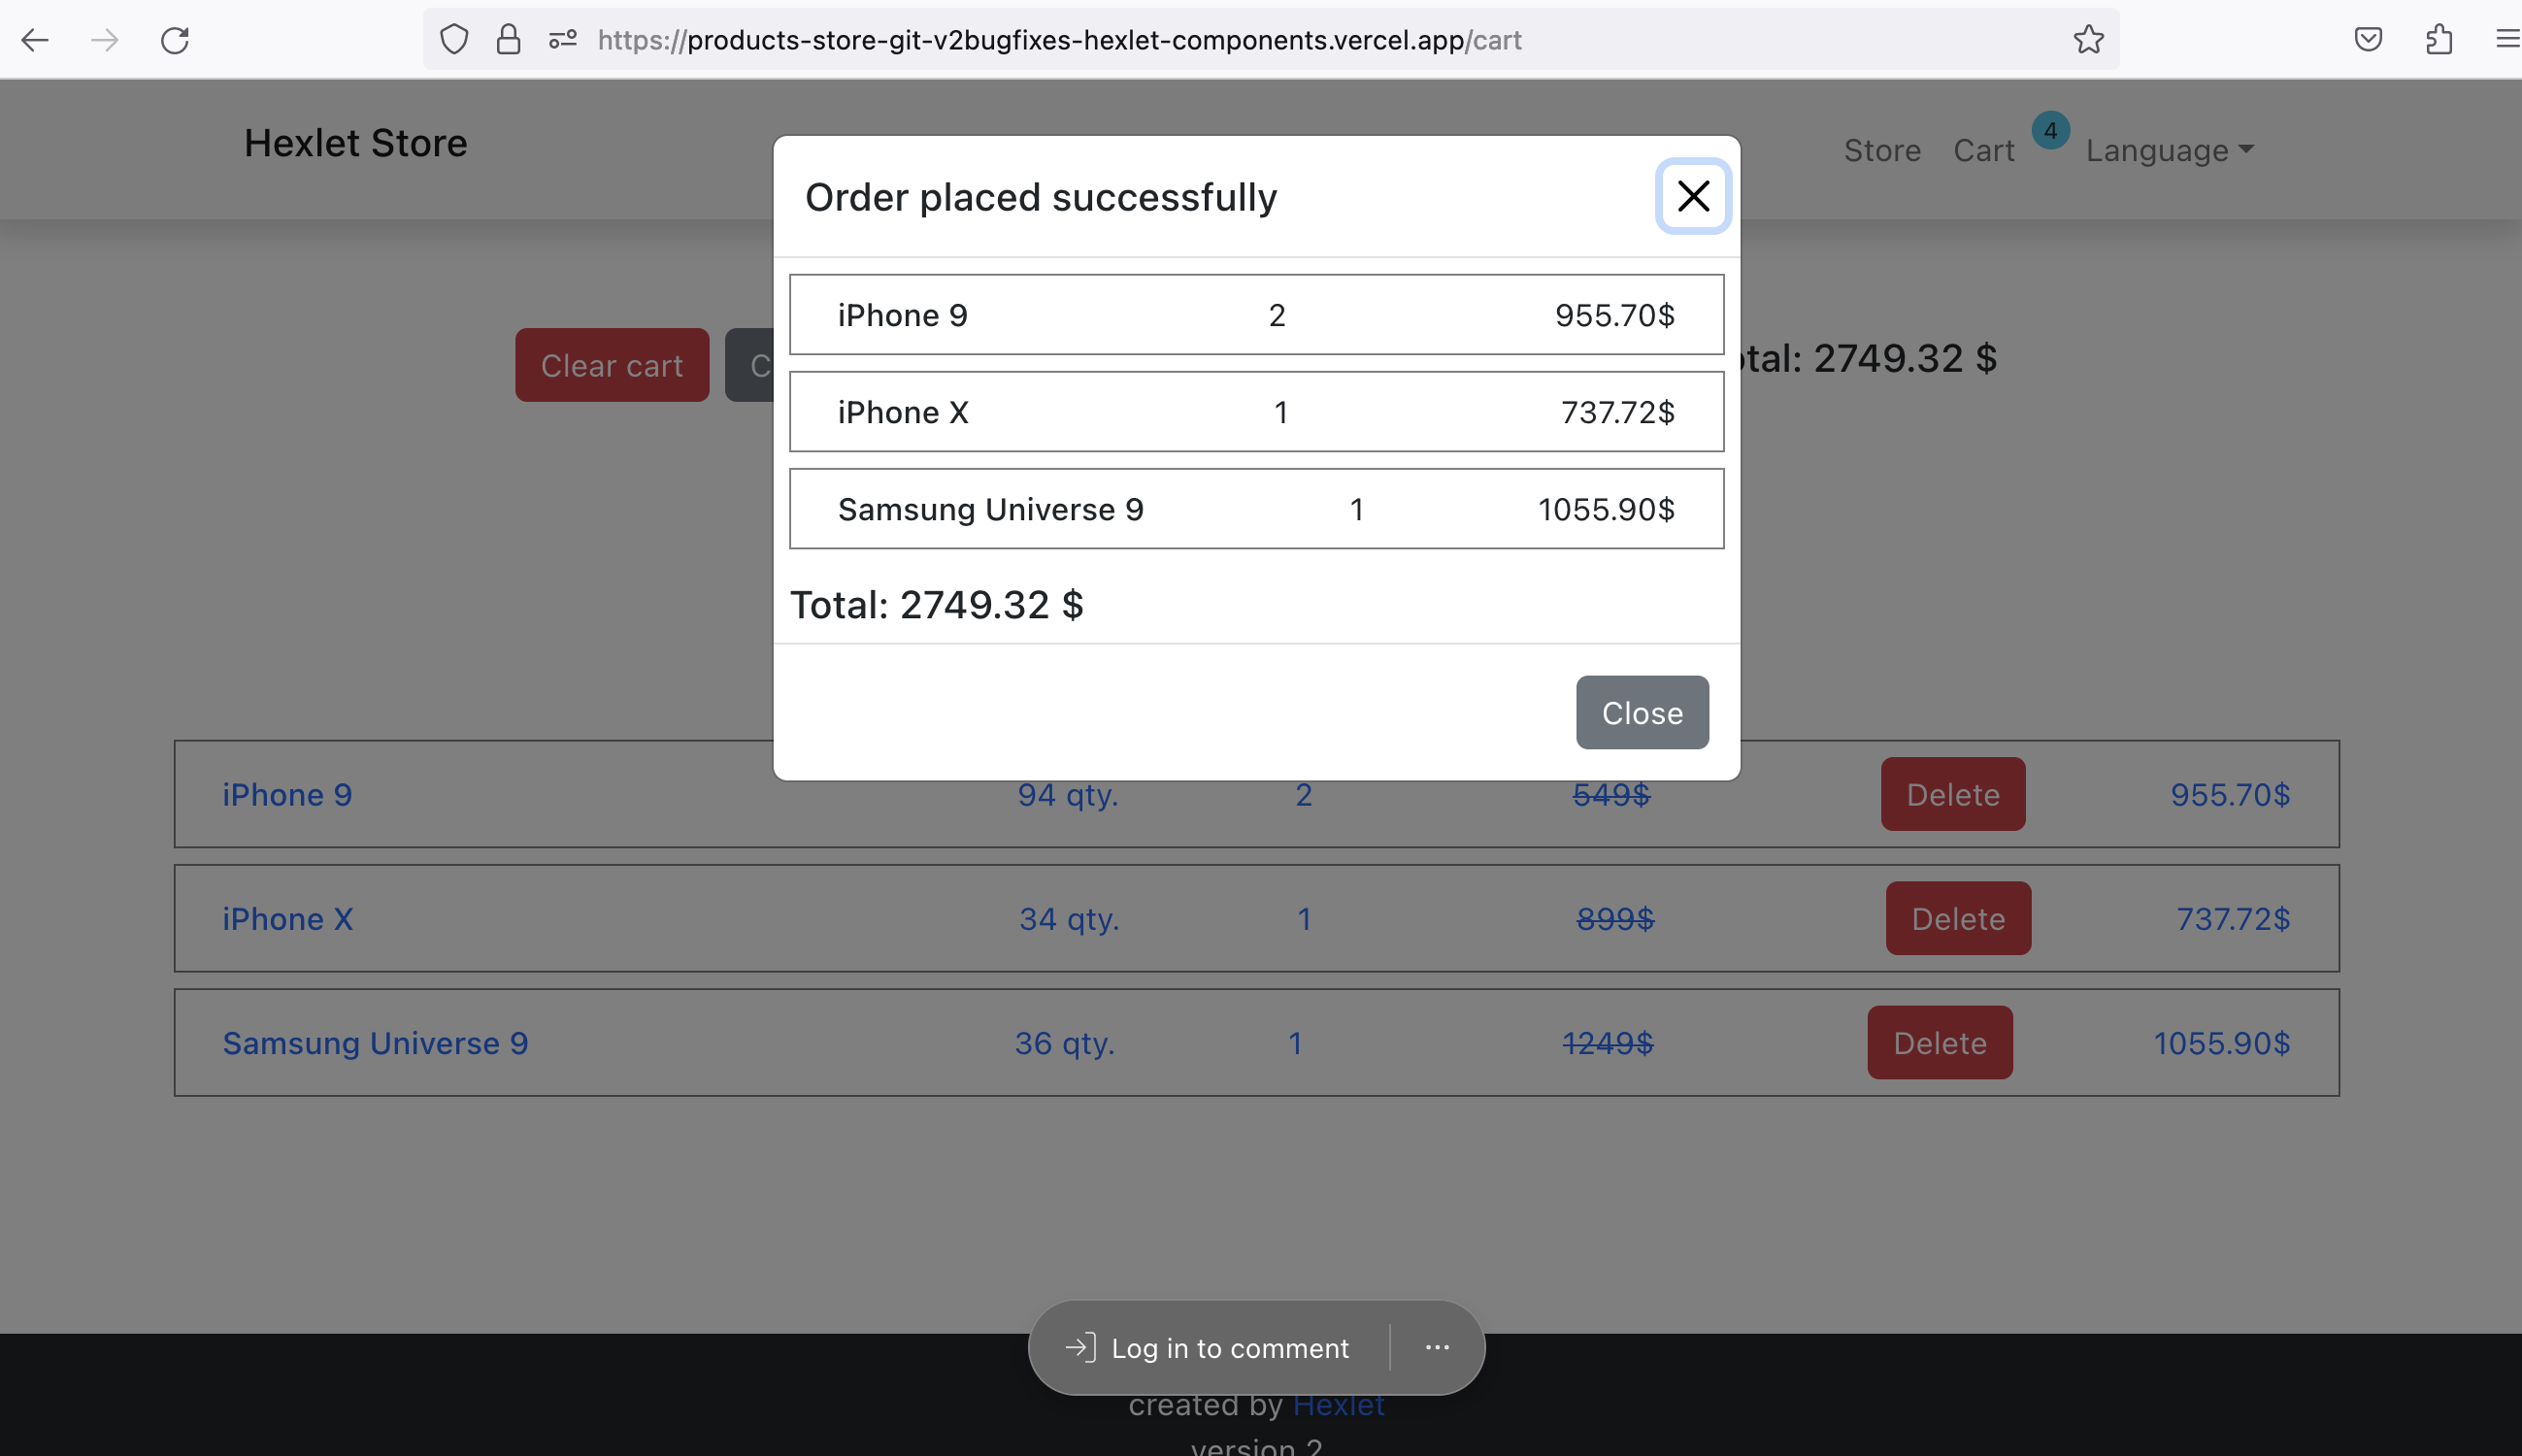 https://products-store-git-v2bugfixes-hexlet-components.vercel.app/cart
Hexlet Store
Store Cart 4 Language
Order placed successfully
iPhone 9 2 955.70$
iPhone X 1 737.72$
Samsung Universe 9 1 1055.90$
Total: 2749.32 $
Close
Clear cart C
tal: 2749.32 $
iPhone 9 94 qty. 2 549$ Delete 955.70$
iPhone X 34 qty. 1 899$ Delete 737.72$
Samsung Universe 9 36 qty. 1 1249$ Delete 1055.90$
Log in to comment
created by Hexlet
version 2